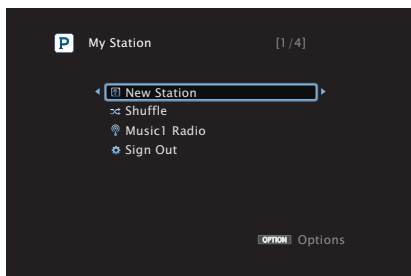 P My Station [1/4]
New Station
Shuffle
Music1 Radio
Sign Out
OPTION Options